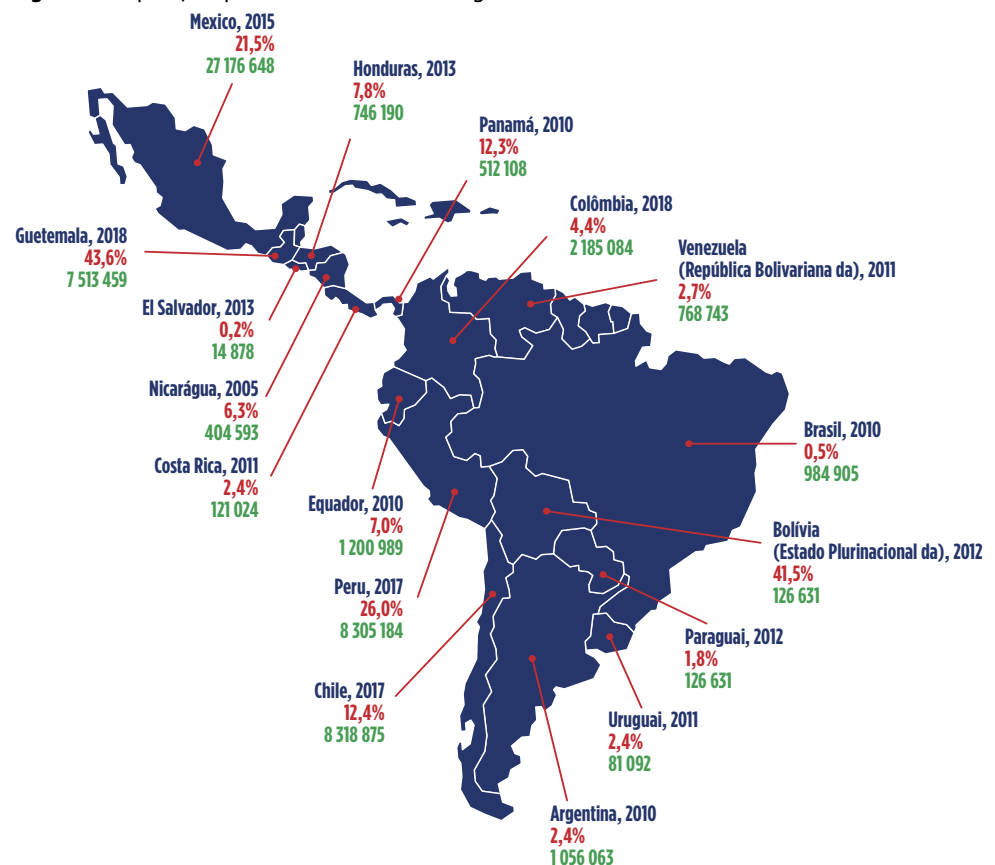 Mexico, 2015
21,5%
27 176 648
Honduras, 2013
7,8%
746 190
Panamá, 2010
12,3%
512 108
Colômbia, 2018
4,4%
2 185 084
Guetemala, 2018
43,6%
7 513 459
Venezuela
(República Bolivariana da), 2011
2,7%
768 743
El Salvador, 2013
0,2%
14 878
Nicarágua, 2005
6,3%
404 593
Brasil, 2010
0,5%
984 905
Costa Rica, 2011
2,4%
121 024
Equador, 2010
7,0%
1 200 989
Bolívia
(Estado Plurinacional da), 2012
41,5%
126 631
Peru, 2017
26,0%
8 305 184
Paraguai, 2012
1,8%
126 631
Chile, 2017
12,4%
8 318 875
Uruguai, 2011
2,4%
81 092
Argentina, 2010
2,4%
1 056 063